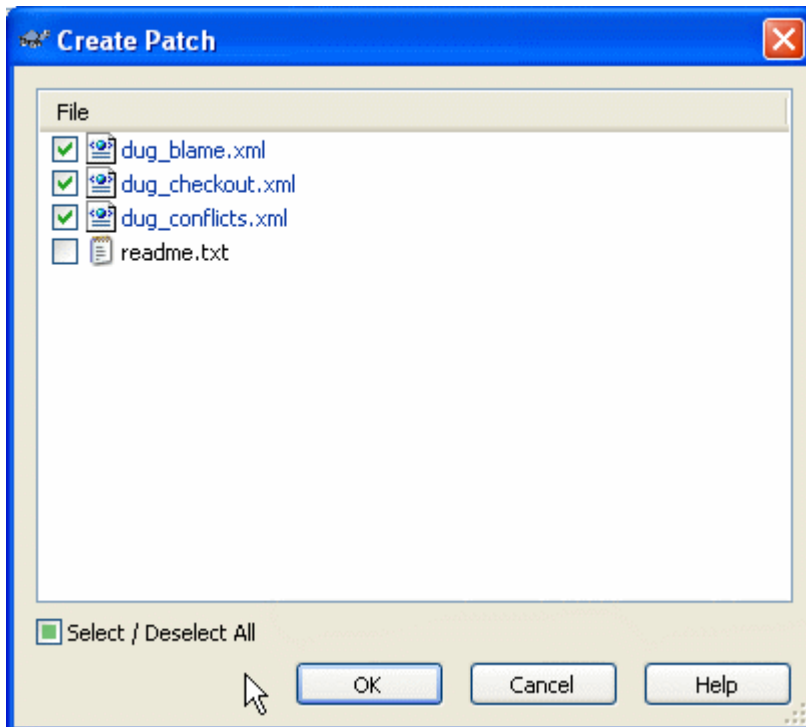 Create Patch
File
dug_blame.xml
dug_checkout.xml
dug_conflicts.xml
readme.txt
Select / Deselect All
OK Cancel Help